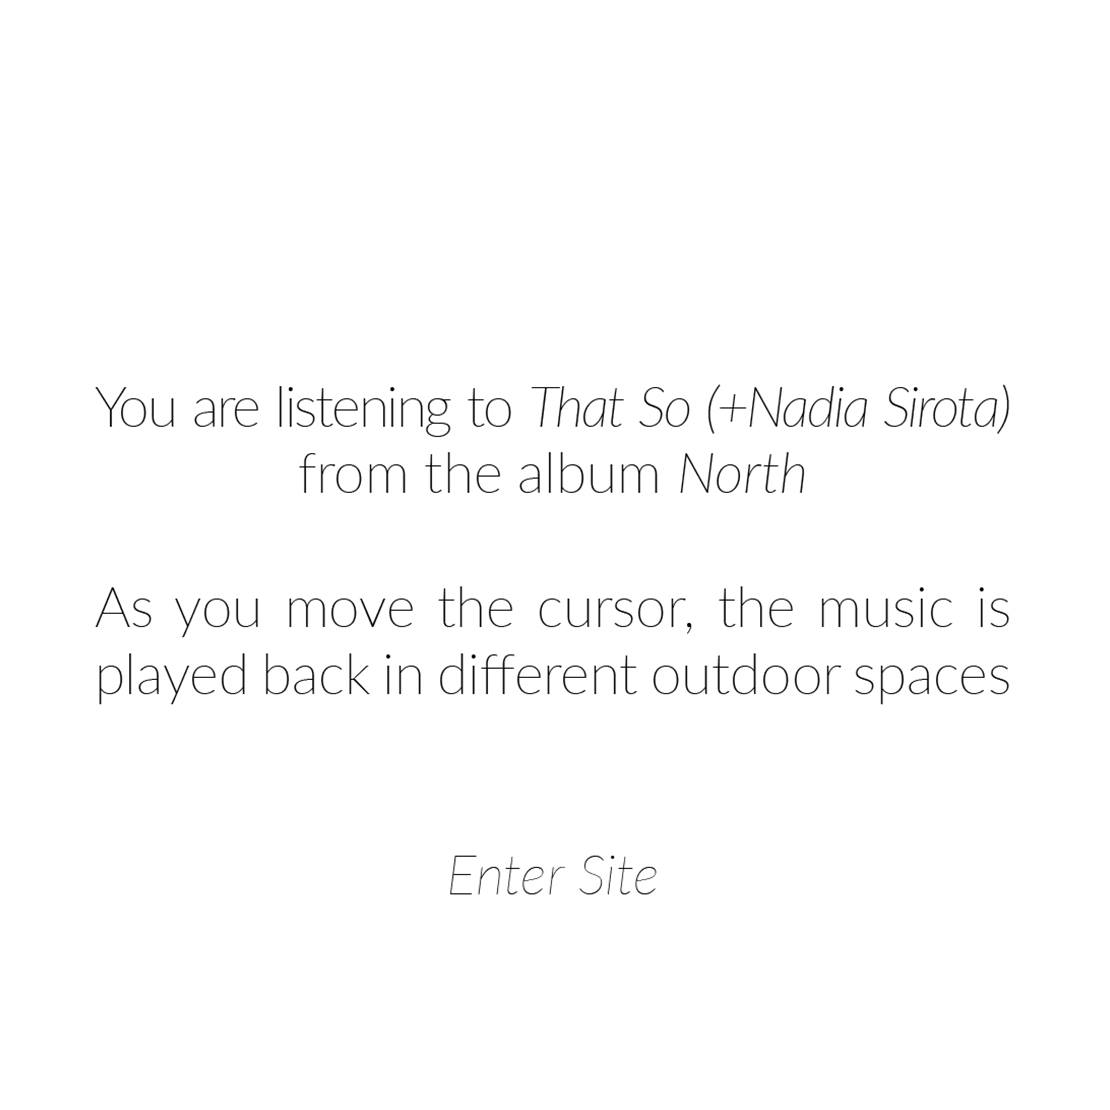 You are listening to That So (+Nadia Sirota)
from the album North
As you move the cursor, the music is
played back in different outdoor spaces
Enter Site